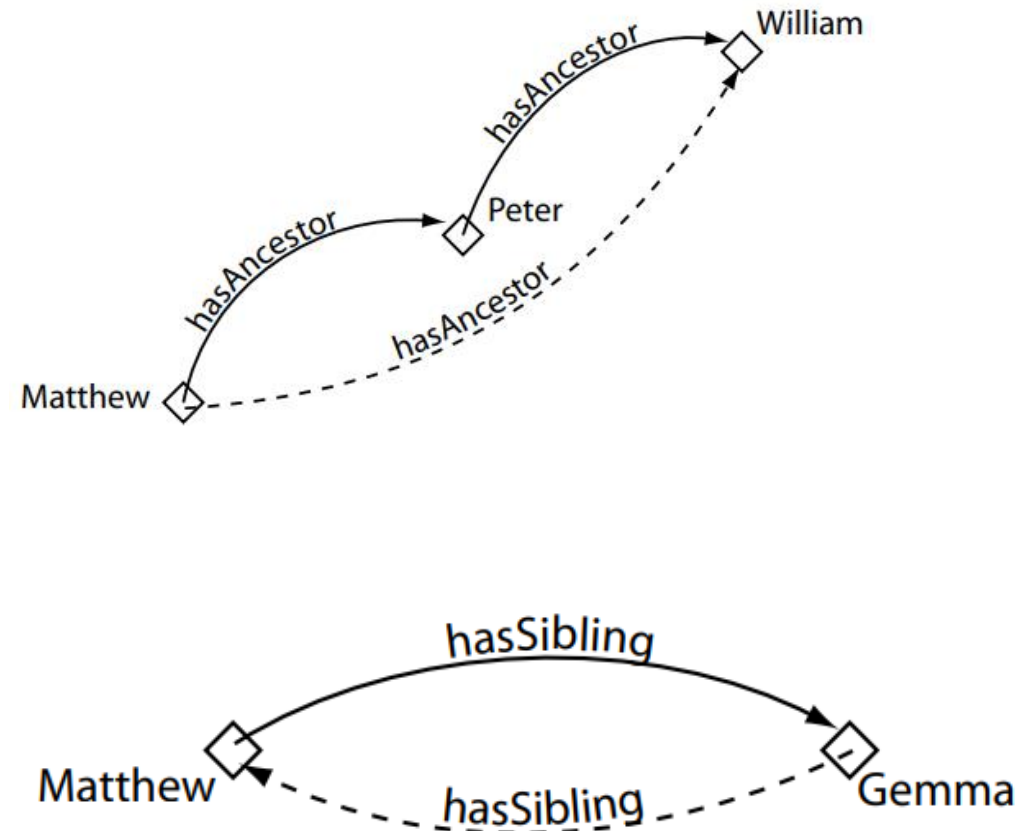 William
hasAncestor
Peter
hasAncestor
hasAncestor
Matthew
hasSibling
Matthew
Gemma
hasSibling